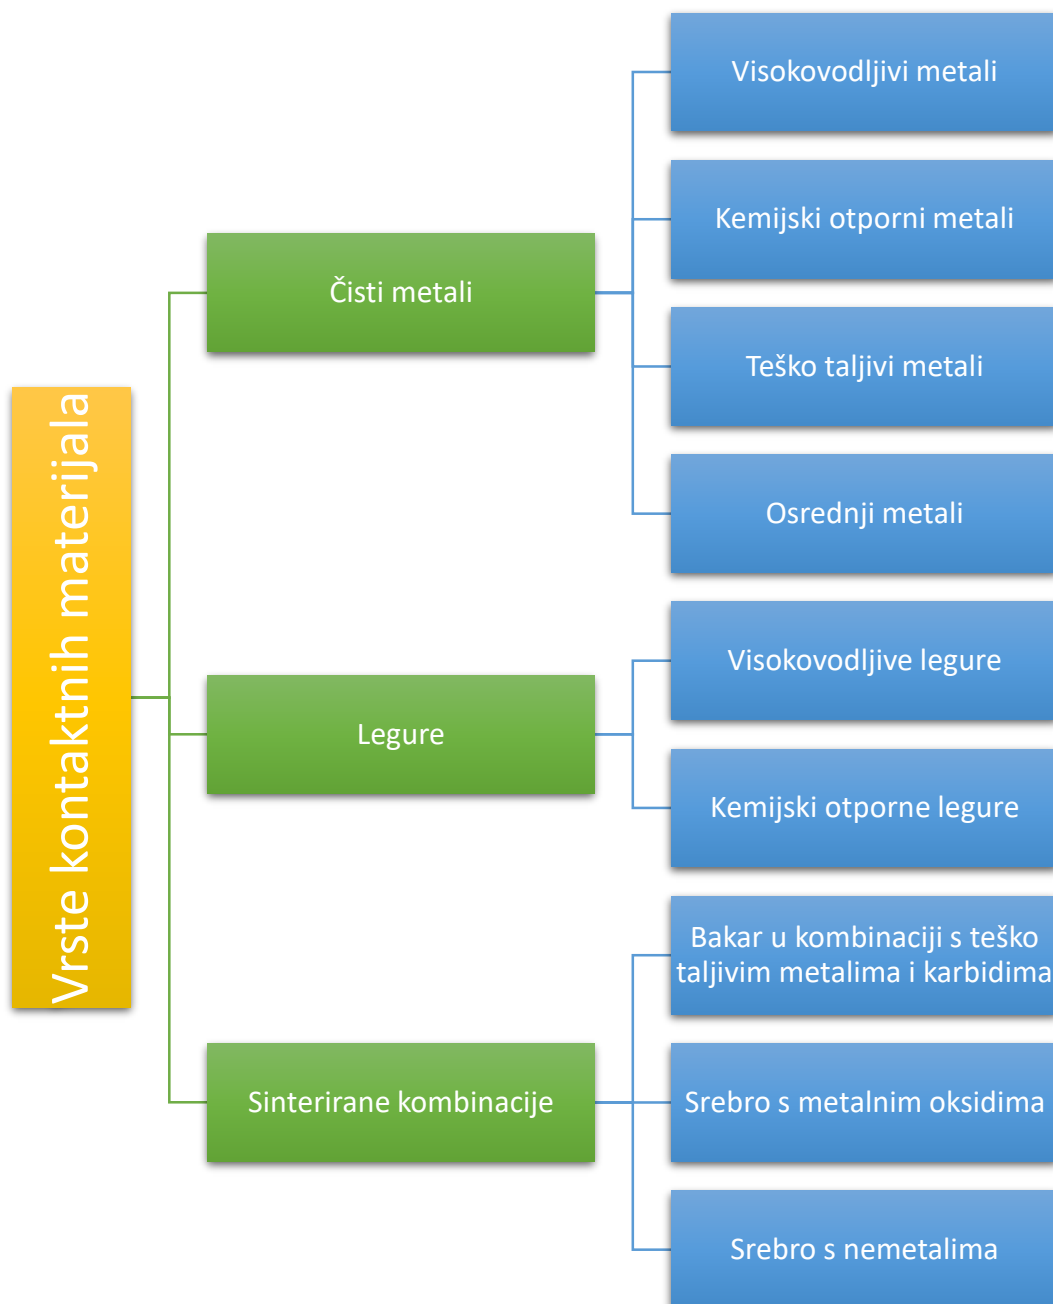 Vrste kontaktnih materijala
Čisti metali
Visokovodljivi metali
Kemijski otporni metali
Teško taljivi metali
Osrednji metali
Legure
Visokovodljive legure
Kemijski otporne legure
Sinterirane kombinacije
Bakar u kombinaciji s teško
taljivim metalima i karbidima
Srebro s metalnim oksidima
Srebro s nemetalima